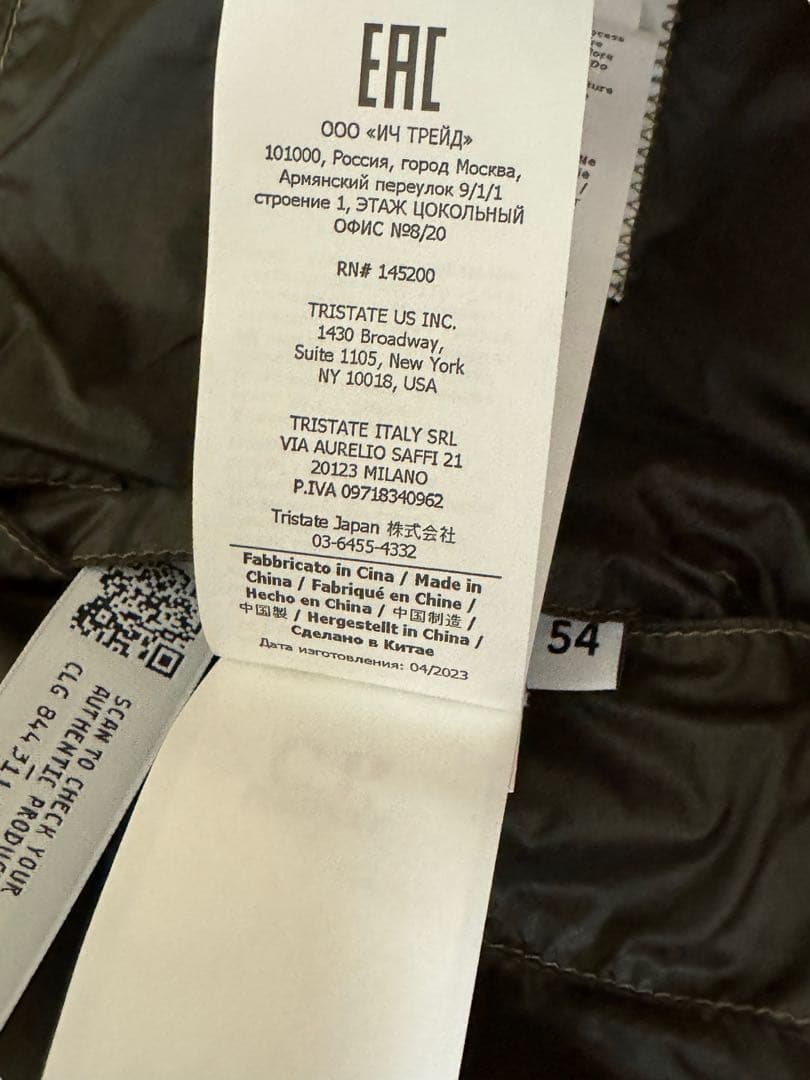 EAC
ООО «ИЧ ТРЕЙД»
101000, Россия, город Москва,
Армянский переулок 9/1/1
строение 1, ЭТАЖ ЦОКОЛЬНЫЙ
ОФИС №8/20
RN# 145200
TRISTATE US INC.
1430 Broadway,
Suite 1105, New York
NY 10018, USA
TRISTATE ITALY SRL
VIA AURELIO SAFFI 21
20123 MILANO
P.IVA 09718340962
Tristate Japan 株式会社
03-6455-4332
Fabbricato in Cina / Made in
China / Fabriqué en Chine /
Hecho en China / 中国制造 /
中国製 / Hergestellt in China /
Сделано в Китае
Дата изготовления: 04/2023
54
SCAN TO CHECK YOUR
AUTHENTIC
CLG 844